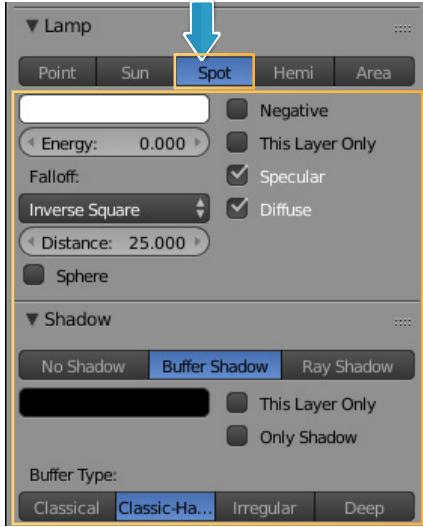 Lamp
Point Sun Spot Hemi Area
Negative
Energy: 0.000 This Layer Only
Falloff: Specular
Inverse Square Diffuse
Distance: 25.000
Sphere
Shadow
No Shadow Buffer Shadow Ray Shadow
This Layer Only
Only Shadow
Buffer Type:
Classical Classic-Ha... Irregular Deep